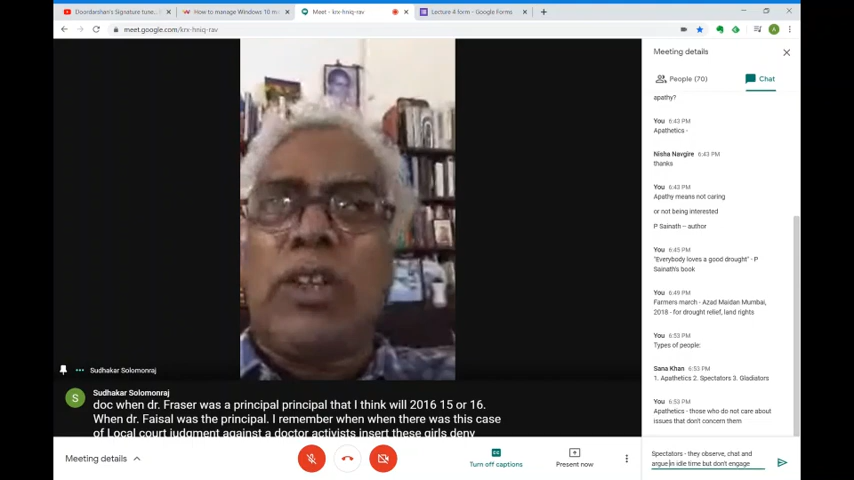 Doordarshan's Signature tune...
How to manage Windows 10 m
Meet - krv-hniq-rav
Lecture 4 form - Google Forms
meet.google.com/krv-hniq-rav
A
Meeting details
People (70)
Chat
apathy?
You 6:43 PM
Apathetics -
Nisha Navgire 6:43 PM
thanks
You 6:43 PM
Apathy means not caring
or not being interested
P Sainath -- author
You 6:45 PM
"Everybody loves a good drought" - P
Sainath's book
You 6:49 PM
Farmers march - Azad Maidan Mumbai,
2018 - for drought relief, land rights
You 6:53 PM
Types of people:
Sana Khan 6:53 PM
1. Apathetics 2. Spectators 3. Gladiators
You 6:53 PM
Apathetics - those who do not care about
issues that don't concern them
Spectators - they observe, chat and
argue in idle time but don't engage
Sudhakar Solomonraj
S
Sudhakar Solomonraj
doc when dr. Fraser was a principal principal that I think will 2016 15 or 16.
When dr. Faisal was the principal. I remember when when there was this case
of Local court judgment against a doctor activists insert these girls deny
Meeting details
Turn off captions
Present now